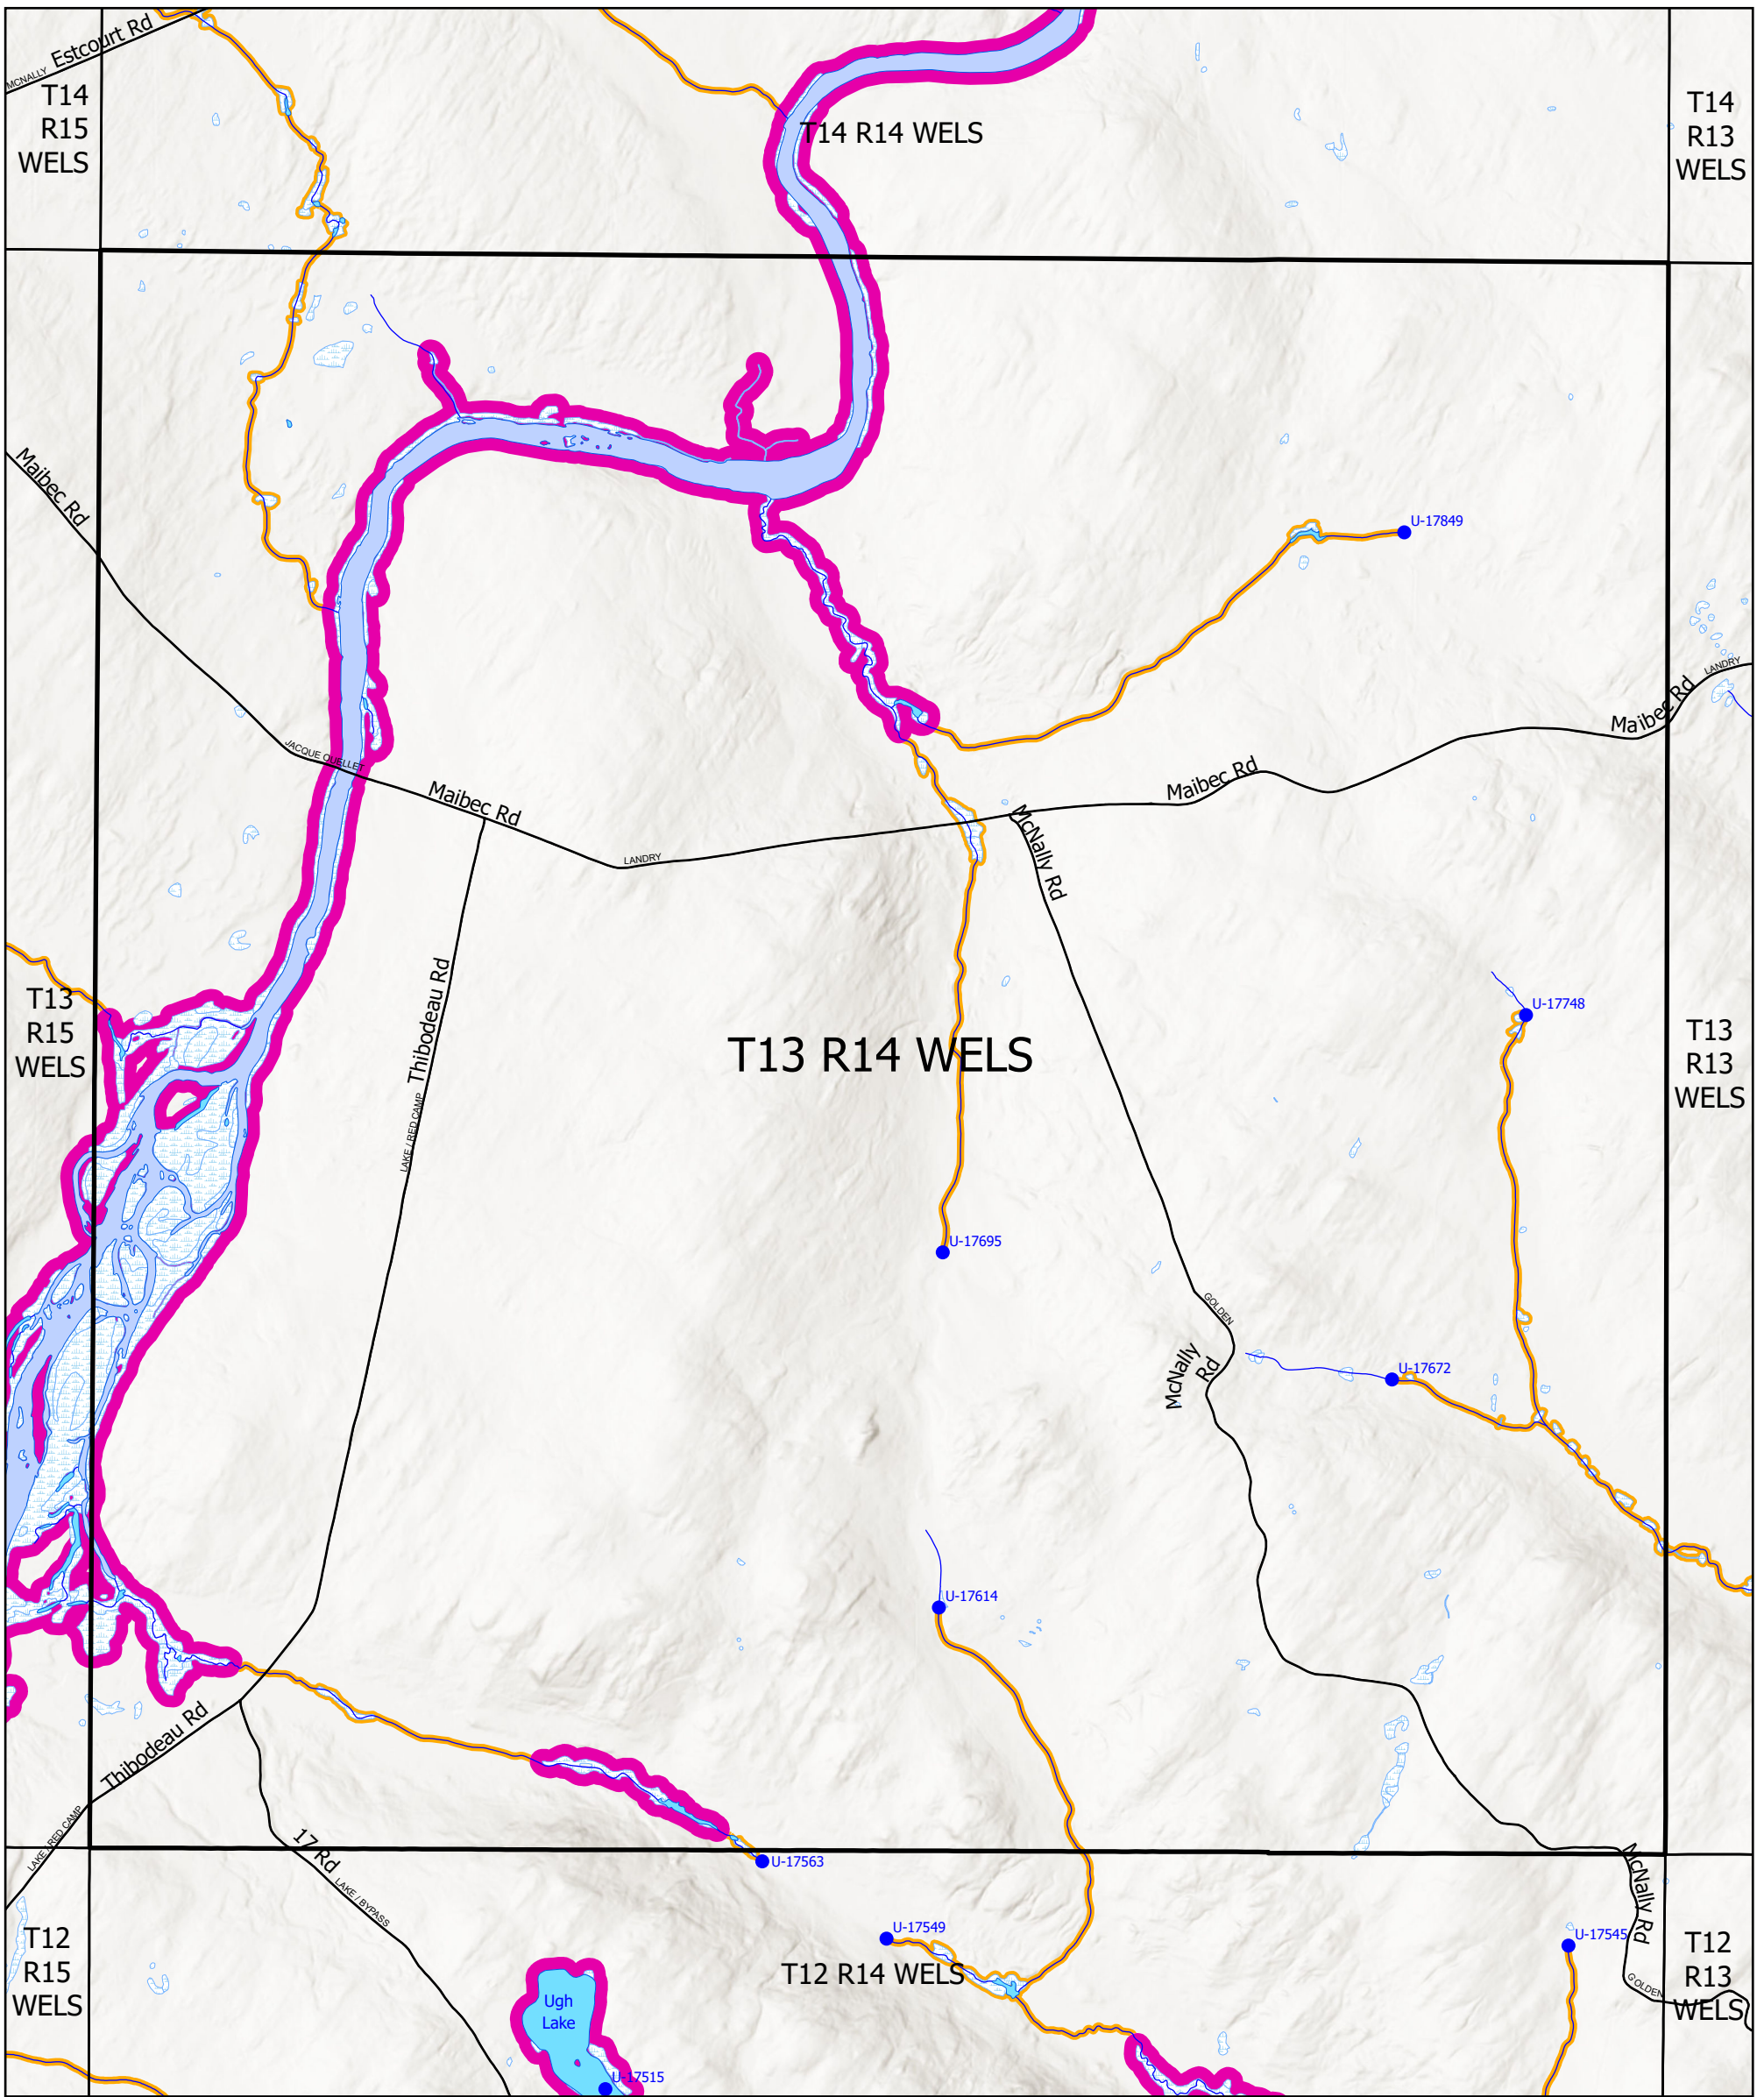 MCNALLY
Estcourt Rd
T14
R15
WELS
T14 R14 WELS
T14
R13
WELS
Maibec Rd
U-17849
LANDRY
Maibec Rd
JACQUE OUELLET
Maibec Rd
Maibec Rd
LANDRY
McNally Rd
T13
R15
WELS
Thibodeau Rd
LAKE / RED CAMP
T13 R14 WELS
U-17748
T13
R13
WELS
U-17695
GOLDEN
McNally
Rd
U-17672
U-17614
Thibodeau Rd
LAKE / RED CAMP
17 Rd
LAKE / BYPASS
U-17563
McNally Rd
T12
R15
WELS
U-17549
T12 R14 WELS
U-17545
T12
R13
WELS
GOLDEN
Ugh
Lake
U-17515